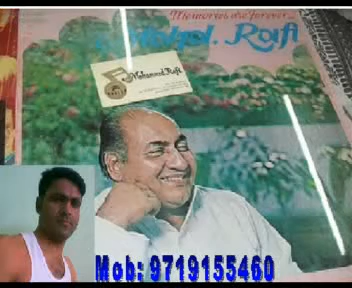 Memories are forever...
Mohd. Rafi
Mohammed Rafi
Mob: 9719155460